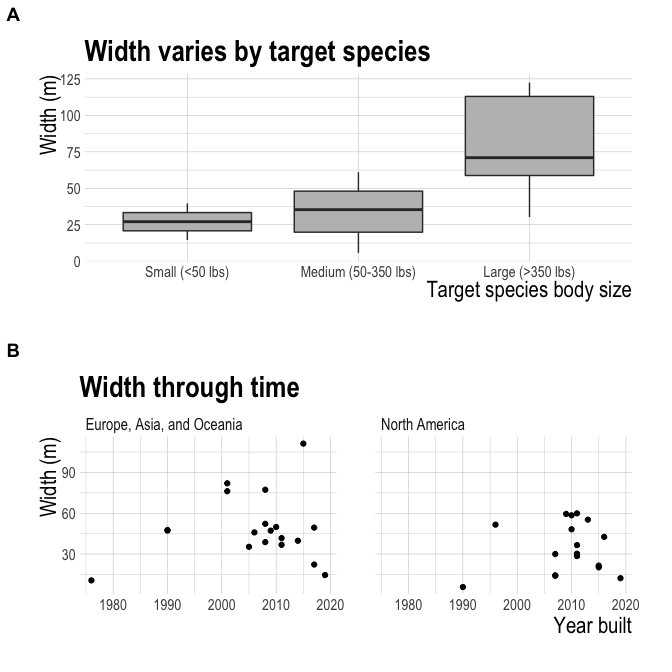 A
Width varies by target species
Width (m)
125
100
75
50
25
0
Small (<50 lbs) Medium (50-350 lbs) Large (>350 lbs)
Target species body size
B
Width through time
Europe, Asia, and Oceania North America
Width (m)
90
60
30
1980 1990 2000 2010 2020 1980 1990 2000 2010 2020
Year built